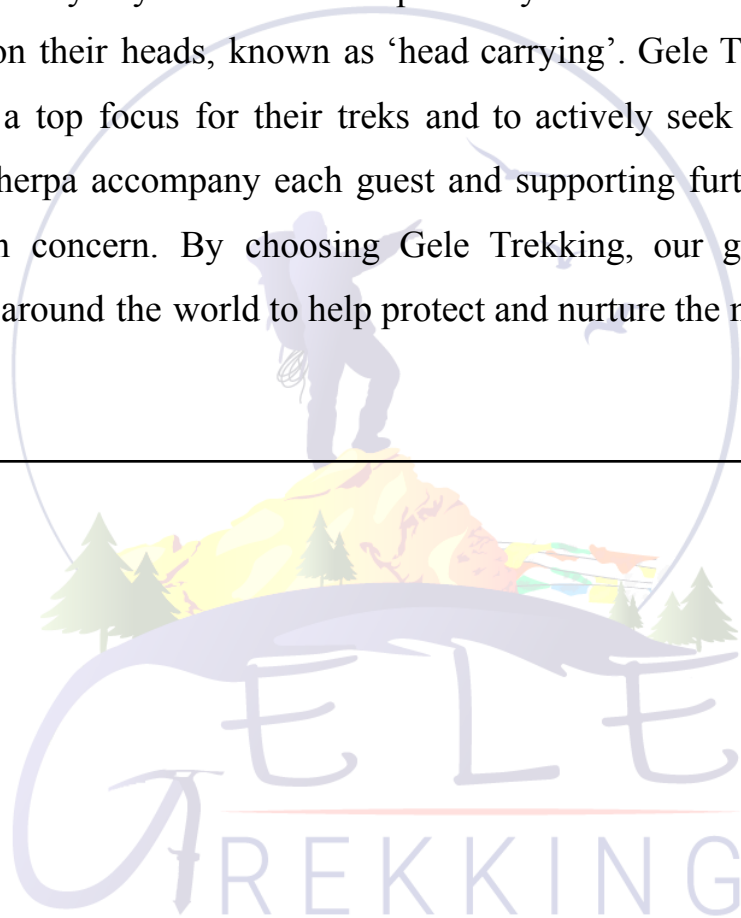 on their heads, known as ‘head carrying’. Gele T
a top focus for their treks and to actively seek
herpa accompany each guest and supporting furt
n concern. By choosing Gele Trekking, our g
around the world to help protect and nurture the
GELE
TREKKING